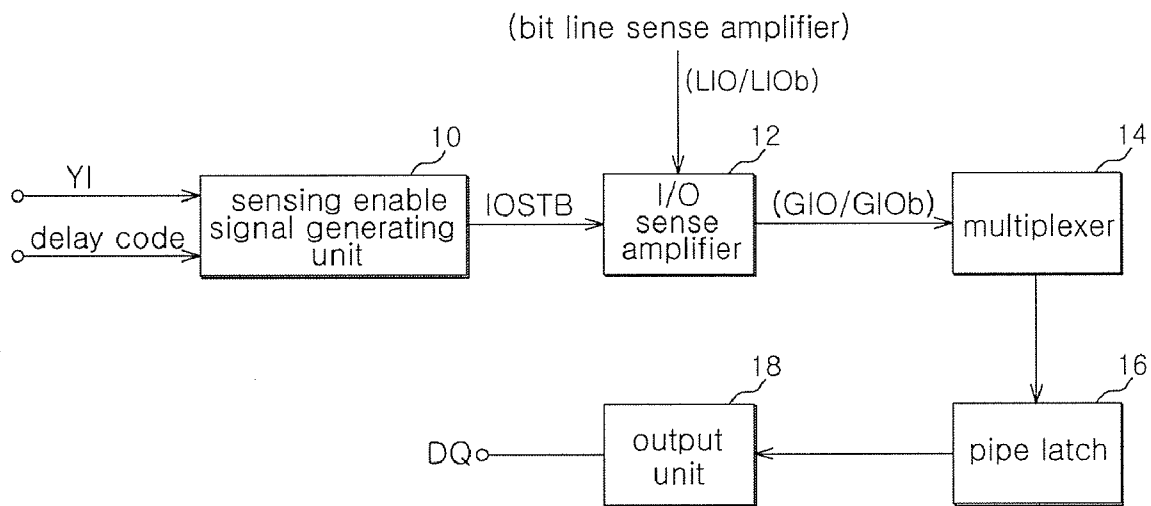 (bit line sense amplifier)
(LIO/LIOb)
10
12
14
YI
delay code
sensing enable
signal generating
unit
IOSTB
I/O
sense
amplifier
(GIO/GIOb)
multiplexer
18
16
DQ
output
unit
pipe latch